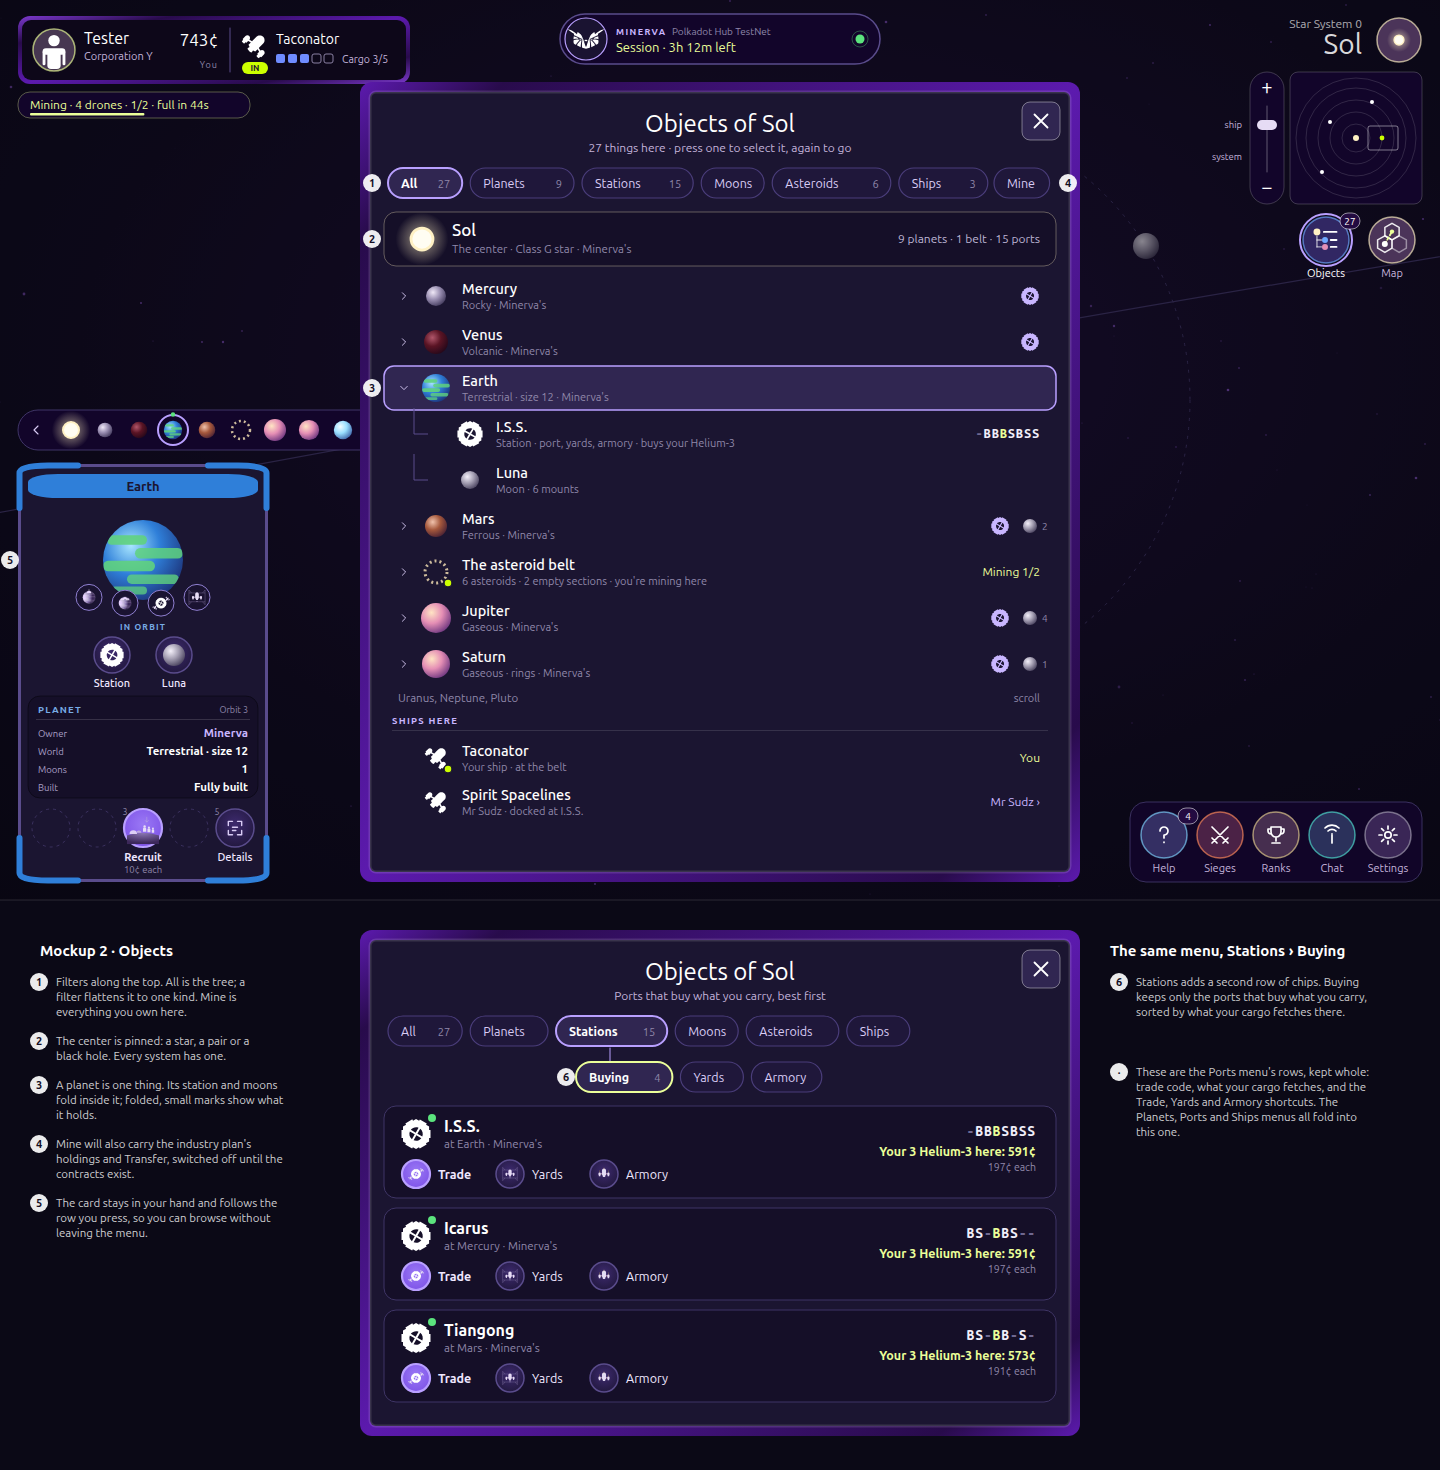 Tester
743¢
Corporation Y
You
Taconator
IN
Cargo 3/5
MINERVA Polkadot Hub TestNet
Session · 3h 12m left
Star System 0
Sol
Mining · 4 drones · 1/2 · full in 44s
ship
system
+
−
27
Objects
Map
Objects of Sol
27 things here · press one to select it, again to go
1
All 27
Planets 9
Stations 15
Moons
Asteroids 6
Ships 3
Mine
4
2
Sol
The center · Class G star · Minerva's
9 planets · 1 belt · 15 ports
Mercury
Rocky · Minerva's
Venus
Volcanic · Minerva's
3
Earth
Terrestrial · size 12 · Minerva's
I.S.S.
Station · port, yards, armory · buys your Helium-3
-BBBSBSS
Luna
Moon · 6 mounts
Mars
Ferrous · Minerva's
2
The asteroid belt
6 asteroids · 2 empty sections · you're mining here
Mining 1/2
Jupiter
Gaseous · Minerva's
4
Saturn
Gaseous · rings · Minerva's
1
Uranus, Neptune, Pluto
scroll
SHIPS HERE
Taconator
Your ship · at the belt
You
Spirit Spacelines
Mr Sudz · docked at I.S.S.
Mr Sudz ›
Earth
5
IN ORBIT
Station
Luna
PLANET
Orbit 3
Owner Minerva
World Terrestrial · size 12
Moons 1
Built Fully built
3
5
Recruit
10¢ each
Details
4
?
Help
Sieges
Ranks
Chat
Settings
Mockup 2 · Objects
1 Filters along the top. All is the tree; a
filter flattens it to one kind. Mine is
everything you own here.
2 The center is pinned: a star, a pair or a
black hole. Every system has one.
3 A planet is one thing. Its station and moons
fold inside it; folded, small marks show what
it holds.
4 Mine will also carry the industry plan's
holdings and Transfer, switched off until the
contracts exist.
5 The card stays in your hand and follows the
row you press, so you can browse without
leaving the menu.
Objects of Sol
Ports that buy what you carry, best first
All 27
Planets
Stations 15
Moons
Asteroids
Ships
6
Buying 4
Yards
Armory
I.S.S.
at Earth · Minerva's
-BBBSBSS
Your 3 Helium-3 here: 591¢
197¢ each
Trade
Yards
Armory
Icarus
at Mercury · Minerva's
BS-BBS--
Your 3 Helium-3 here: 591¢
197¢ each
Trade
Yards
Armory
Tiangong
at Mars · Minerva's
BS-BB-S-
Your 3 Helium-3 here: 573¢
191¢ each
Trade
Yards
Armory
The same menu, Stations › Buying
6 Stations adds a second row of chips. Buying
keeps only the ports that buy what you carry,
sorted by what your cargo fetches there.
· These are the Ports menu's rows, kept whole:
trade code, what your cargo fetches, and the
Trade, Yards and Armory shortcuts. The
Planets, Ports and Ships menus all fold into
this one.